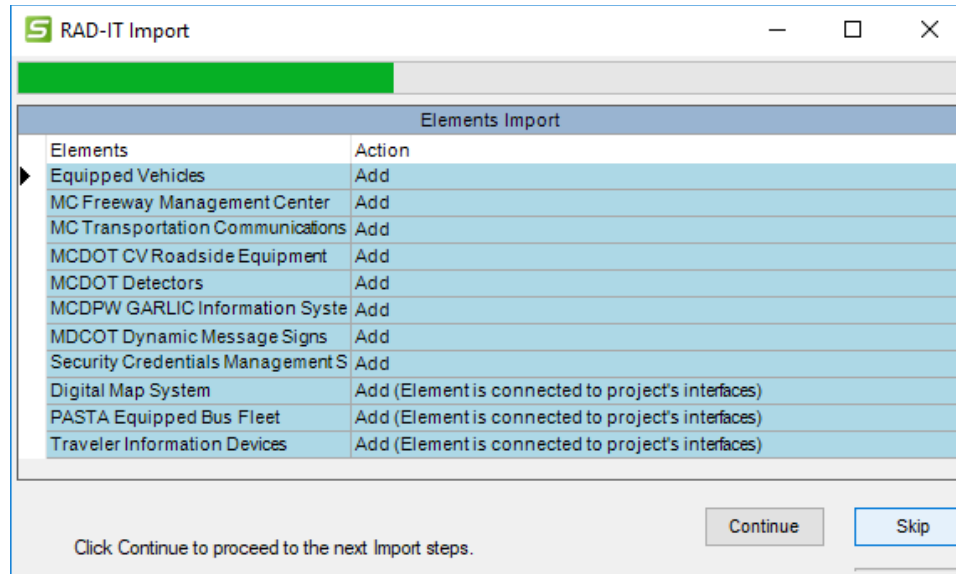 RAD-IT Import
Elements Import
Elements Action
Equipped Vehicles Add
MC Freeway Management Center Add
MC Transportation Communications Add
MCDOT CV Roadside Equipment Add
MCDOT Detectors Add
MCDPW GARLIC Information Syste Add
MDCOT Dynamic Message Signs Add
Security Credentials Management S Add
Digital Map System Add (Element is connected to project's interfaces)
PASTA Equipped Bus Fleet Add (Element is connected to project's interfaces)
Traveler Information Devices Add (Element is connected to project's interfaces)
Continue Skip
Click Continue to proceed to the next Import steps.